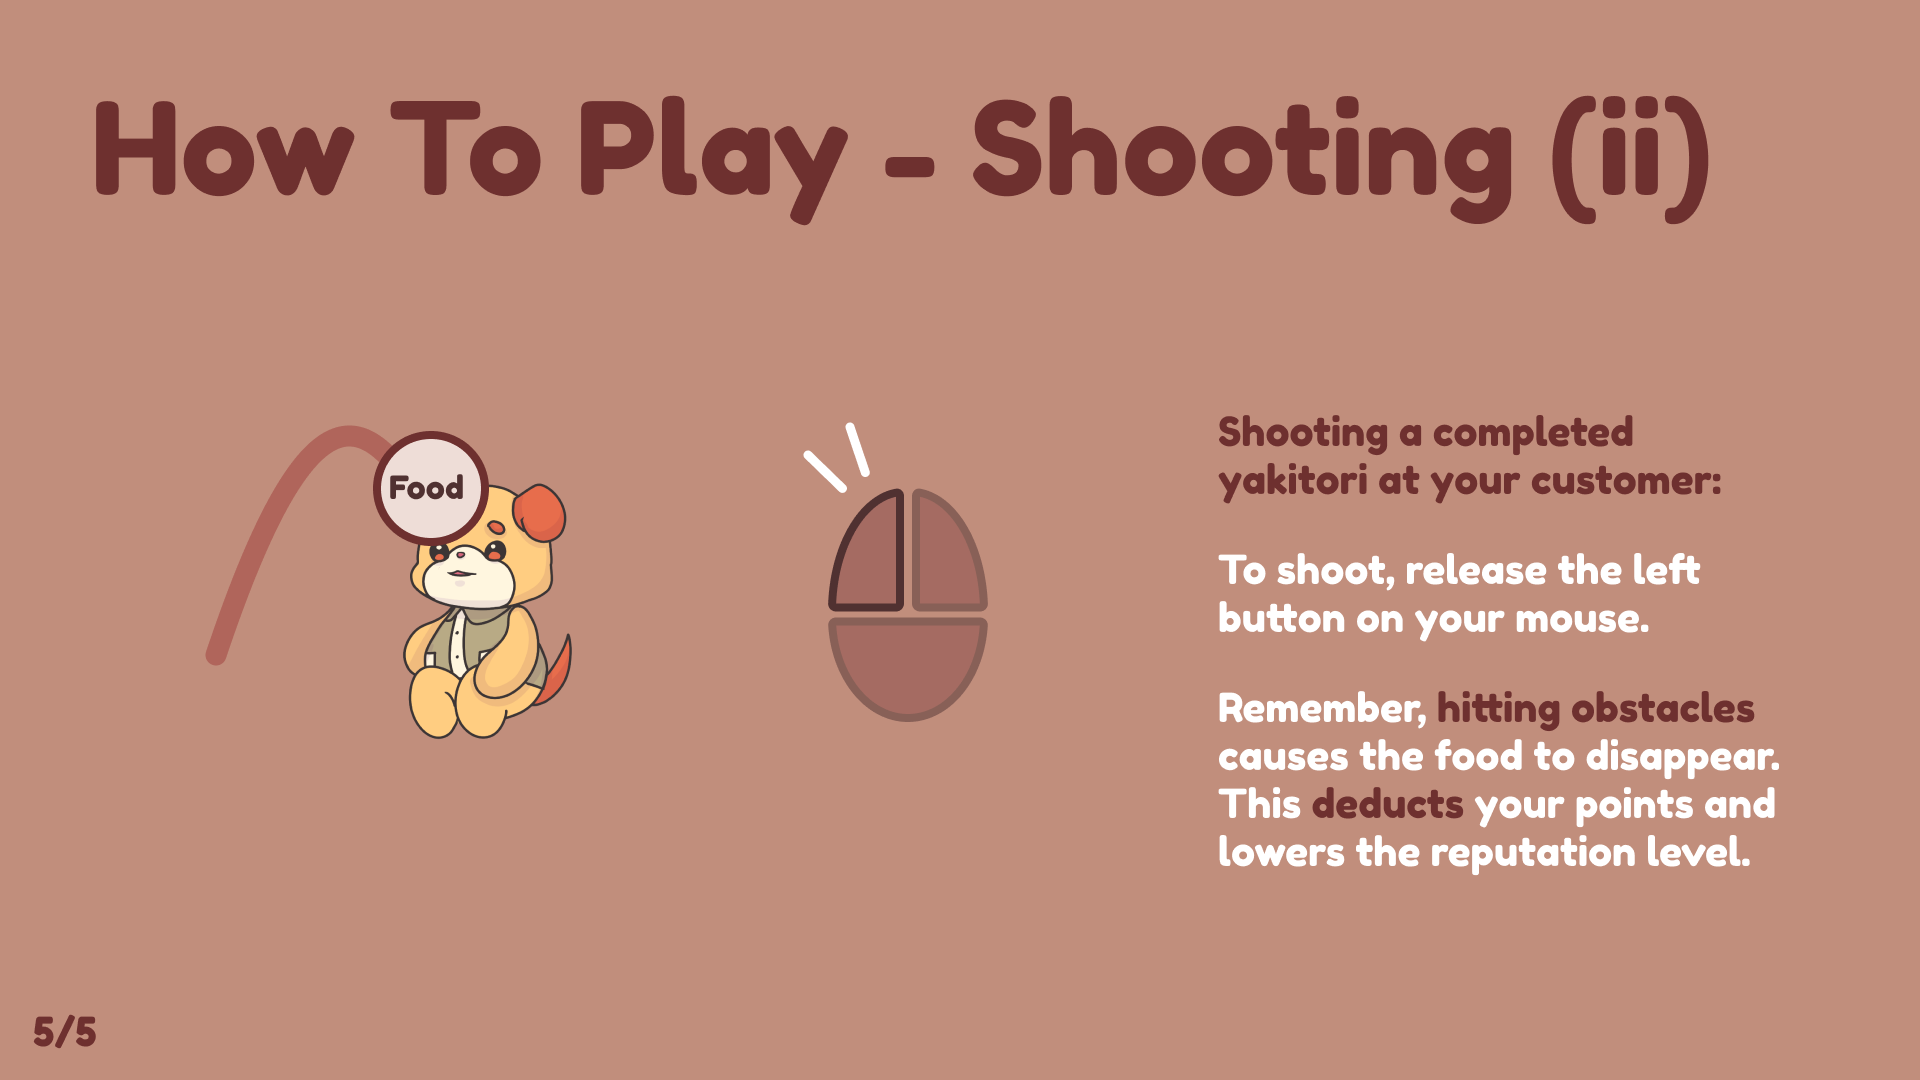 How To Play - Shooting (ii)
Food
Shooting a completed
yakitori at your customer:
To shoot, release the left
button on your mouse.
Remember, hitting obstacles
causes the food to disappear.
This deducts your points and
lowers the reputation level.
5/5